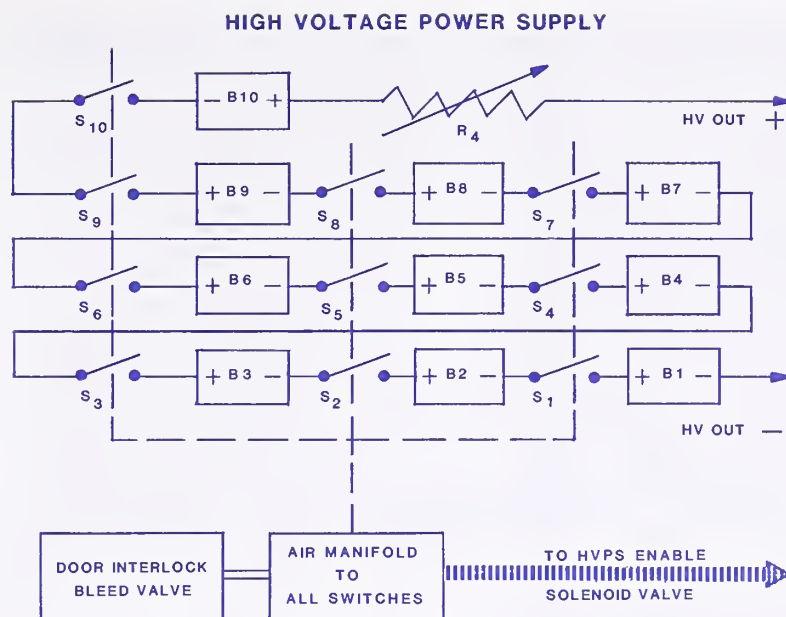 HIGH VOLTAGE POWER SUPPLY
S10
- B10 +
R4
HV OUT +
S9
+ B9 -
S8
+ B8 -
S7
+ B7 -
S6
+ B6 -
S5
+ B5 -
S4
+ B4 -
S3
+ B3 -
S2
+ B2 -
S1
+ B1 -
HV OUT -
DOOR INTERLOCK
BLEED VALVE
AIR MANIFOLD
TO
ALL SWITCHES
TO HVPS ENABLE
SOLENOID VALVE